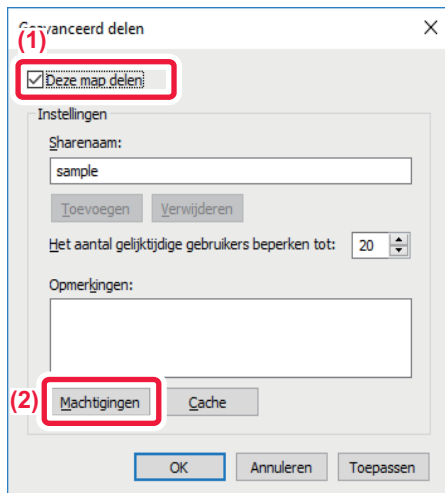 Geavanceerd delen
(1)
Deze map delen
Instellingen
Sharenaam:
sample
Toevoegen Verwijderen
Het aantal gelijktijdige gebruikers beperken tot: 20
Opmerkingen:
(2) Machtigingen Cache
OK Annuleren Toepassen